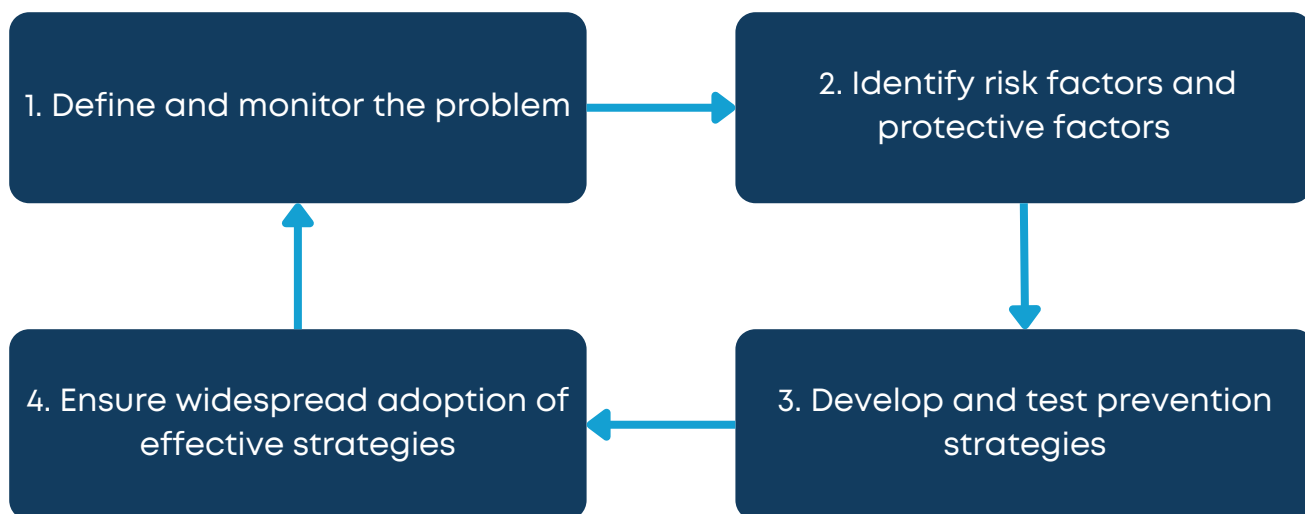 1. Define and monitor the problem
2. Identify risk factors and
protective factors
3. Develop and test prevention
strategies
4. Ensure widespread adoption of
effective strategies